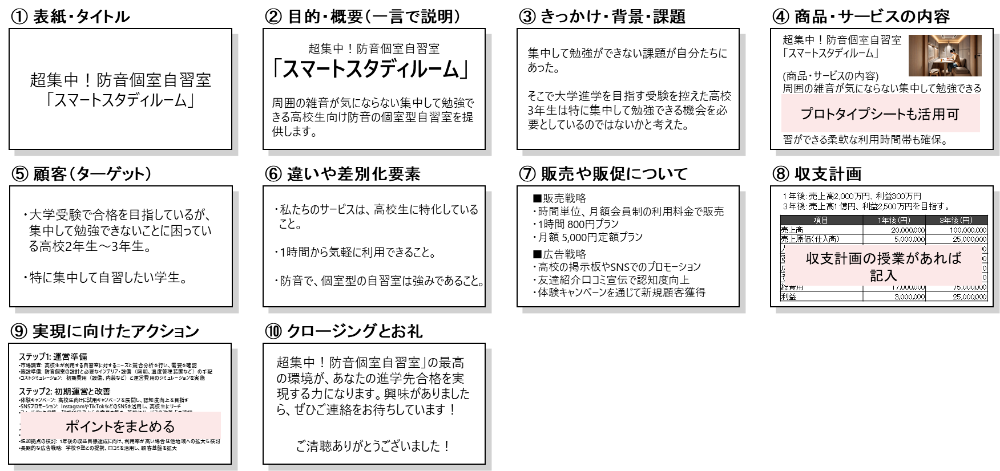 ① 表紙・タイトル
超集中！防音個室自習室
「スマートスタディルーム」
② 目的・概要（一言で説明）
超集中！防音個室自習室
「スマートスタディルーム」
周囲の雑音が気にならない集中して勉強で
きる高校生向け防音の個室型自習室を提
供します。
③ きっかけ・背景・課題
集中して勉強ができない課題が自分たちに
あった。
そこで大学進学を目指す受験を控えた高校
3年生は特に集中して勉強できる機会を必
要としているのではないかと考えた。
④ 商品・サービスの内容
超集中！防音個室自習室
「スマートスタディルーム」
(商品・サービスの内容)
周囲の雑音が気にならない集中して勉強できる
プロトタイプシートも活用可
習ができる柔軟な利用時間帯も確保。
⑤ 顧客（ターゲット）
・大学受験で合格を目指しているが、
集中して勉強できないことに困ってい
る高校2年生～3年生。
・特に集中して自習したい学生。
⑥ 違いや差別化要素
・私たちのサービスは、高校生に特化している
こと。
・1時間から気軽に利用できること。
・防音で、個室型の自習室は強みであること。
⑦ 販売や販促について
■販売戦略
・時間単位、月額会員制の利用料金で販売
・1時間 800円プラン
・月額 5,000円定額プラン
■広告戦略
・高校の掲示板やSNSでのプロモーション
・友達紹介口コミ宣伝で認知度向上
・体験キャンペーンを通じて新規顧客獲得
⑧ 収支計画
1年後: 売上高2,000万円、利益300万円
3年後: 売上高1億円、利益2,500万円を目指す。
項目 1年後（円） 3年後（円）
売上高 20,000,000 100,000,000
売上原価（仕入高） 5,000,000 25,000,000
収支計画の授業があれば
記入
総費用 17,000,000 75,000,000
利益 3,000,000 25,000,000
⑨ 実現に向けたアクション
ステップ1: 運営準備
•市場調査: 高校生が利用する自習室に対するニーズと競合分析を行い、需要を確認
•施設準備: 防音個室の設計と必要なインテリア・設備（照明、温度管理装置など）の手配
•コストシミュレーション: 初期費用（設備、内装など）と運営費用のシミュレーションを実施
ステップ2: 初期運営と改善
•体験キャンペーン: 高校生向けに試用キャンペーンを展開し、認知度向上を目指す
•SNSプロモーション: InstagramやTikTokなどのSNSを活用し、高校生にリーチ
ポイントをまとめる
•追加拠点の検討: 1年後の収益目標達成に向け、利用率が高い場合は他地域への拡大も検討
•長期的な広告戦略: 学校や塾との提携、口コミを活用し、顧客基盤を拡大
⑩ クロージングとお礼
超集中！防音個室自習室」の最高
の環境が、あなたの進学先合格を実
現する力になります。興味がありました
ら、ぜひご連絡をお待ちしています！
ご清聴ありがとうございました！